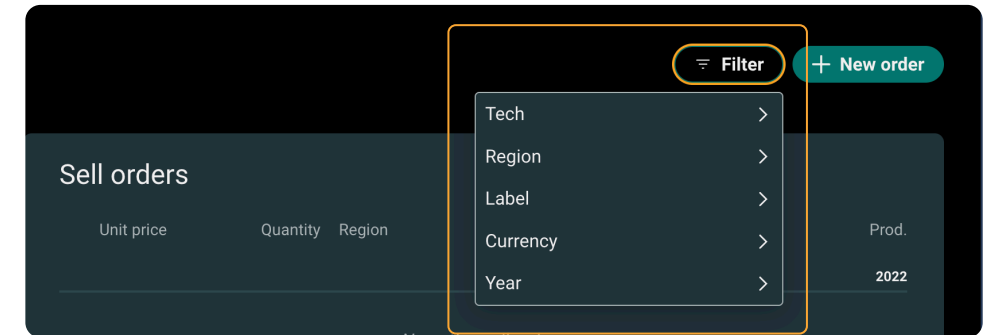 Filter
New order
Tech
Region
Label
Currency
Year
Sell orders
Unit price Quantity Region Prod.
2022